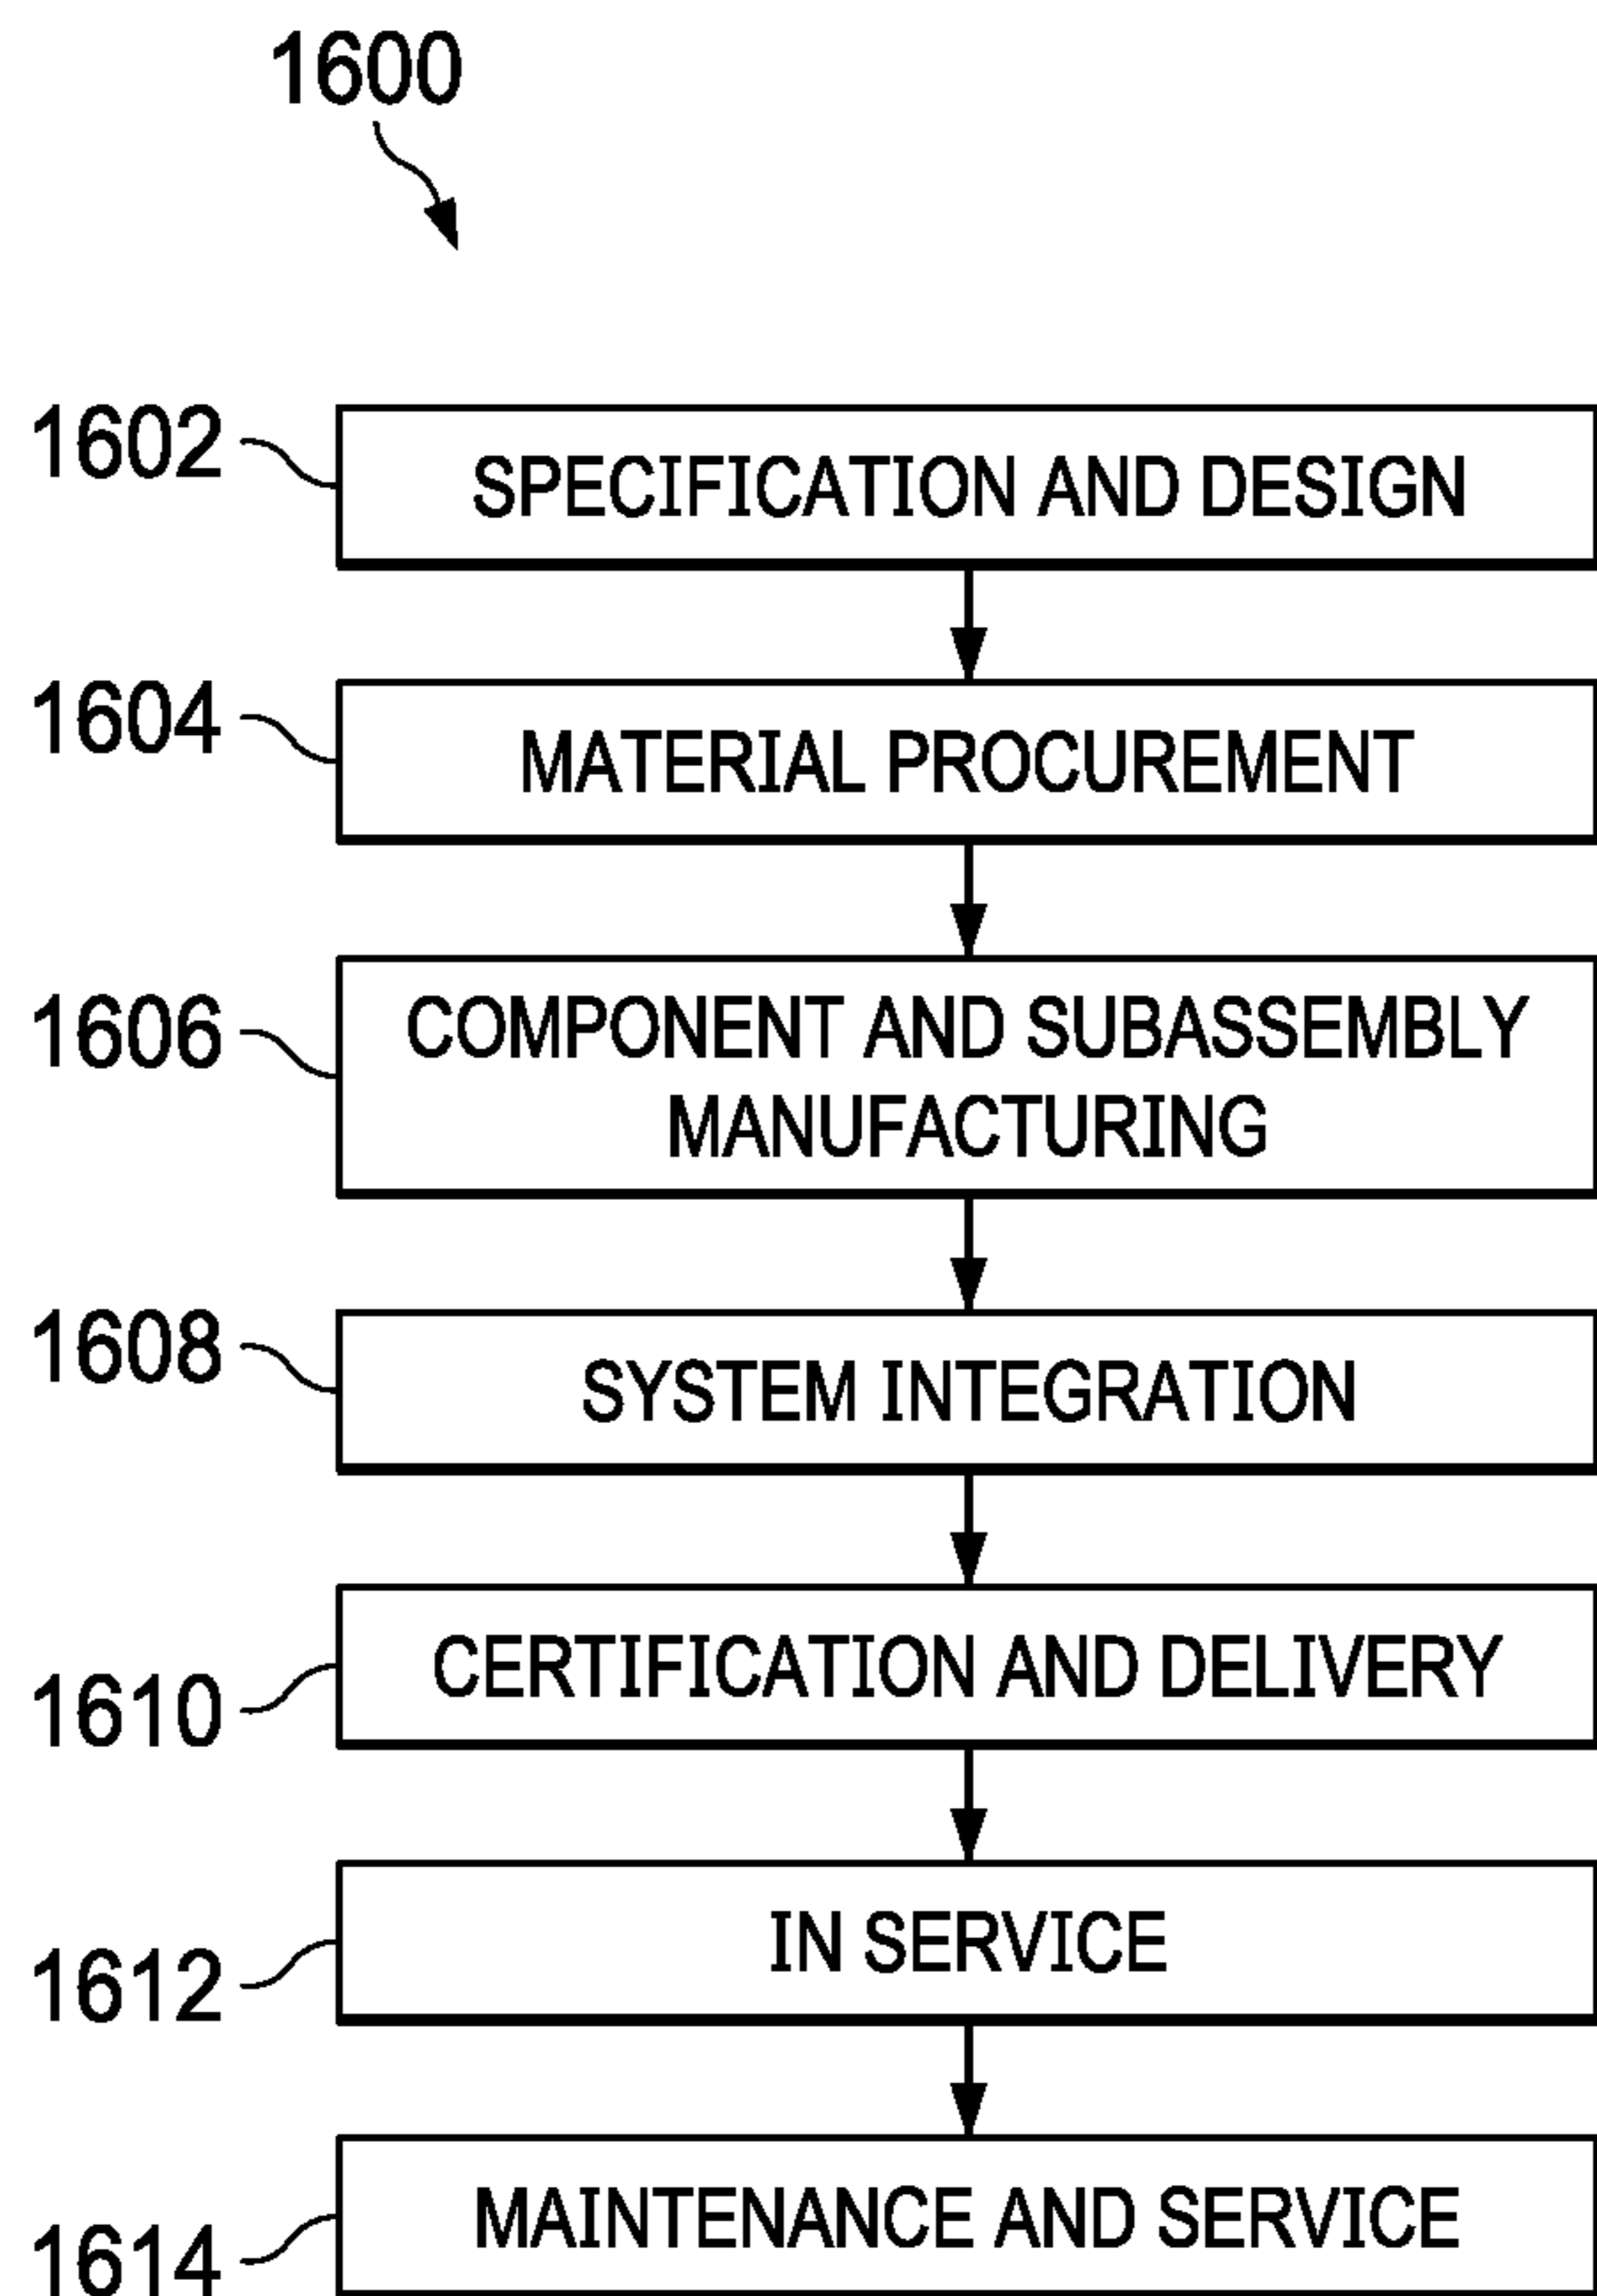 1600
1602
SPECIFICATION AND DESIGN
1604
MATERIAL PROCUREMENT
1606
COMPONENT AND SUBASSEMBLY
MANUFACTURING
1608
SYSTEM INTEGRATION
1610
CERTIFICATION AND DELIVERY
1612
IN SERVICE
1614
MAINTENANCE AND SERVICE